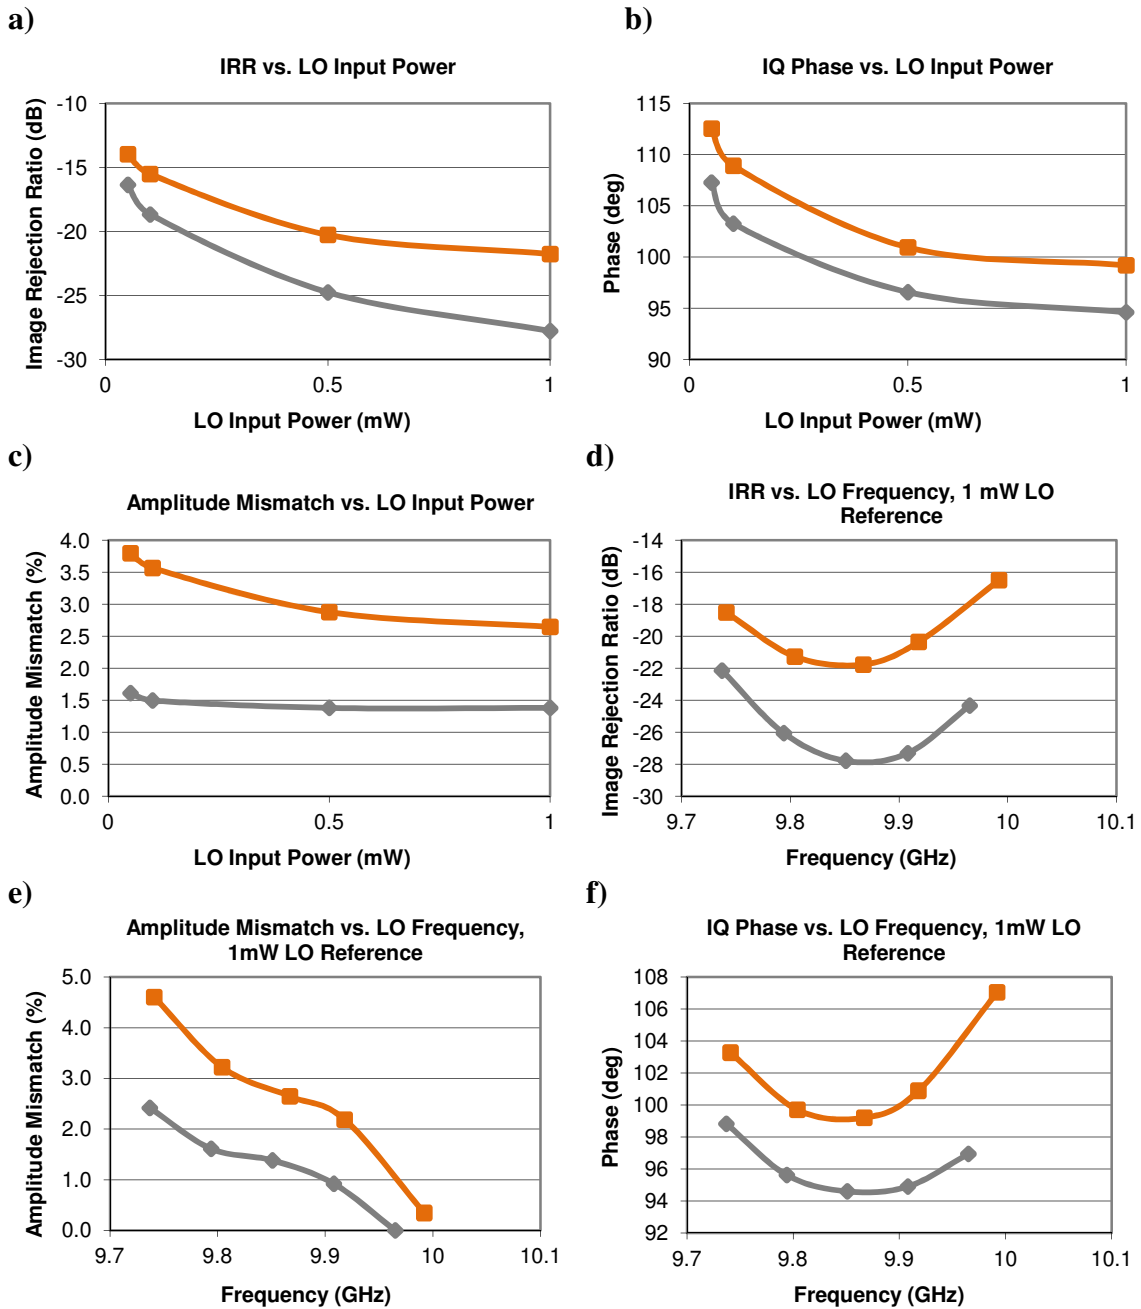 a)
IRR vs. LO Input Power
Image Rejection Ratio (dB)
-10
-15
-20
-25
-30
0
0.5
1
LO Input Power (mW)
b)
IQ Phase vs. LO Input Power
Phase (deg)
115
110
105
100
95
90
0
0.5
1
LO Input Power (mW)
c)
Amplitude Mismatch vs. LO Input Power
Amplitude Mismatch (%)
4.0
3.5
3.0
2.5
2.0
1.5
1.0
0.5
0.0
0
0.5
1
LO Input Power (mW)
d)
IRR vs. LO Frequency, 1 mW LO
Reference
Image Rejection Ratio (dB)
-14
-16
-18
-20
-22
-24
-26
-28
-30
9.7
9.8
9.9
10
10.1
Frequency (GHz)
e)
Amplitude Mismatch vs. LO Frequency,
1mW LO Reference
Amplitude Mismatch (%)
5.0
4.0
3.0
2.0
1.0
0.0
9.7
9.8
9.9
10
10.1
Frequency (GHz)
f)
IQ Phase vs. LO Frequency, 1mW LO
Reference
Phase (deg)
108
106
104
102
100
98
96
94
92
9.7
9.8
9.9
10
10.1
Frequency (GHz)